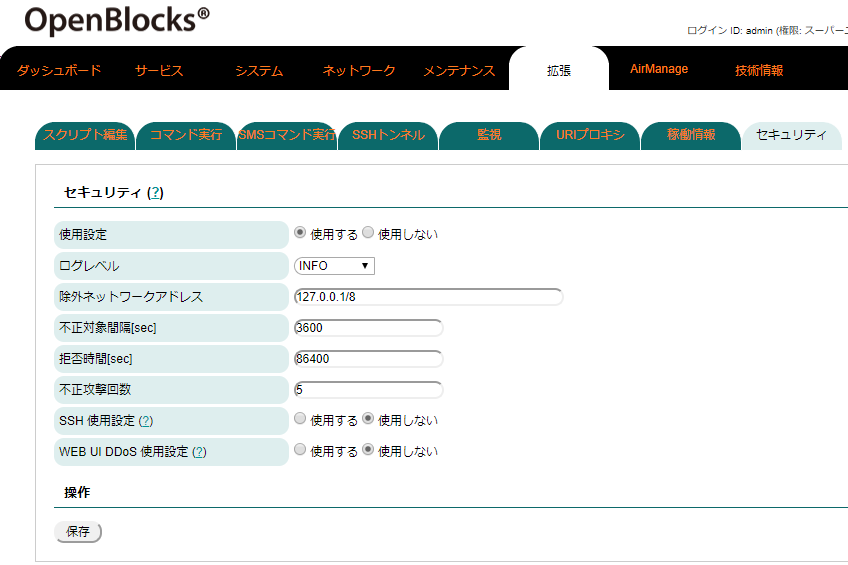 OpenBlocks®
ログイン ID: admin (権限: スーパーユ
ダッシュボード サービス システム ネットワーク メンテナンス 拡張 AirManage 技術情報
スクリプト編集 コマンド実行 SMSコマンド実行 SSHトンネル 監視 URIプロキシ 稼働情報 セキュリティ
セキュリティ (?)
使用設定 使用する 使用しない
ログレベル INFO
除外ネットワークアドレス 127.0.0.1/8
不正対象間隔[sec] 3600
拒否時間[sec] 86400
不正攻撃回数 5
SSH 使用設定 (?) 使用する 使用しない
WEB UI DDoS 使用設定 (?) 使用する 使用しない
操作
保存